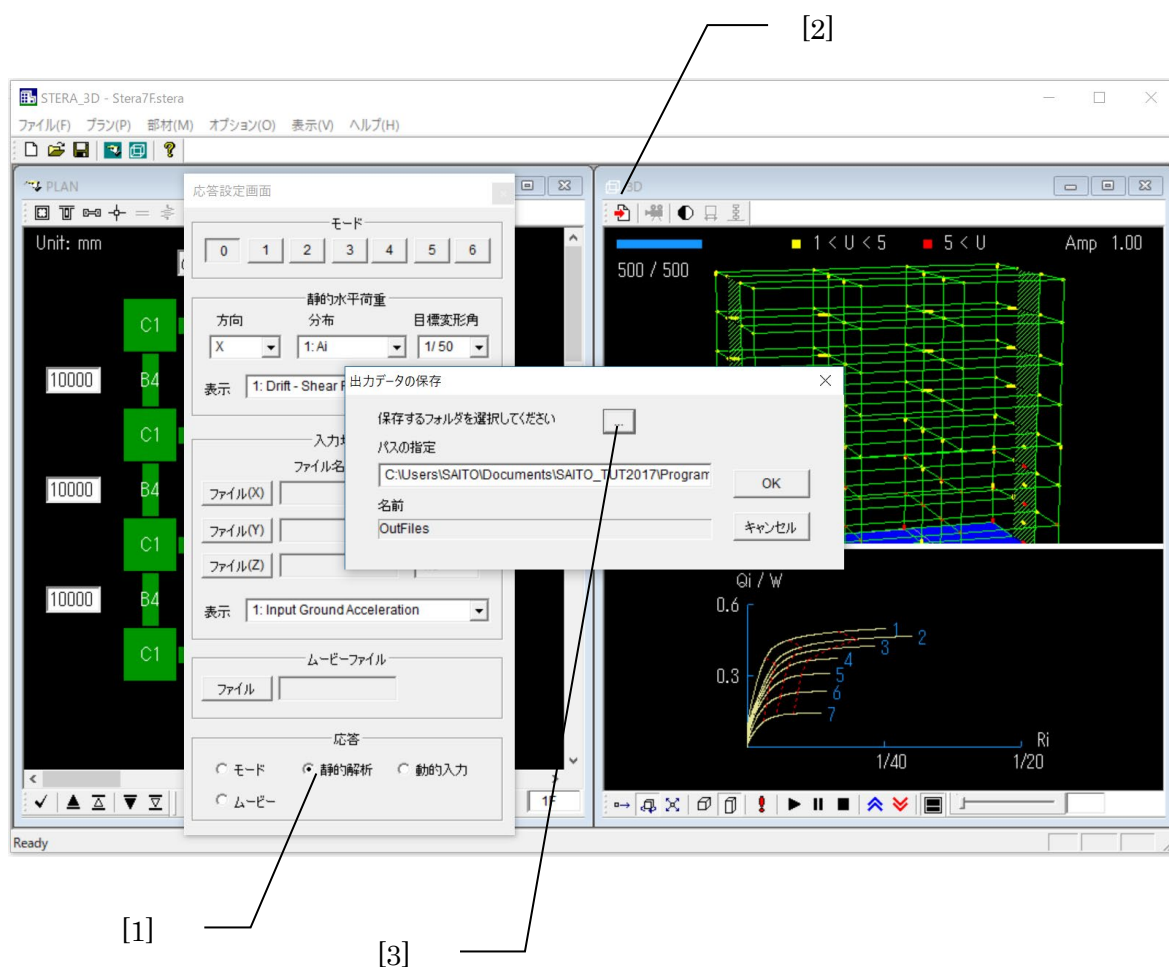 [2]
STERA_3D - Stera7F.stera
ファイル(F) プラン(P) 部材(M) オプション(O) 表示(V) ヘルプ(H)
PLAN
Unit: mm
C1
10000 B4
C1
10000 B4
C1
10000 B4
C1
1F
応答設定画面
モード
0 1 2 3 4 5 6
静的水平荷重
方向 分布 目標変形角
X 1: Ai 1/ 50
表示 1: Drift - Shear
ファイル名
ファイル(X)
ファイル(Y)
ファイル(Z)
表示 1: Input Ground Acceleration
ムービーファイル
ファイル
応答
モード 静的解析 動的入力
ムービー
出力データの保存
保存するフォルダを選択してください ...
パスの指定
C:\Users\SAITO\Documents\SAITO_TUT2017\Program
OK
名前
OutFiles
キャンセル
3D
1 < U < 5 5 < U Amp 1.00
500 / 500
Qi / W
0.6
0.3
1
2
3
4
5
6
7
Ri
1/40 1/20
Ready
[1]
[3]